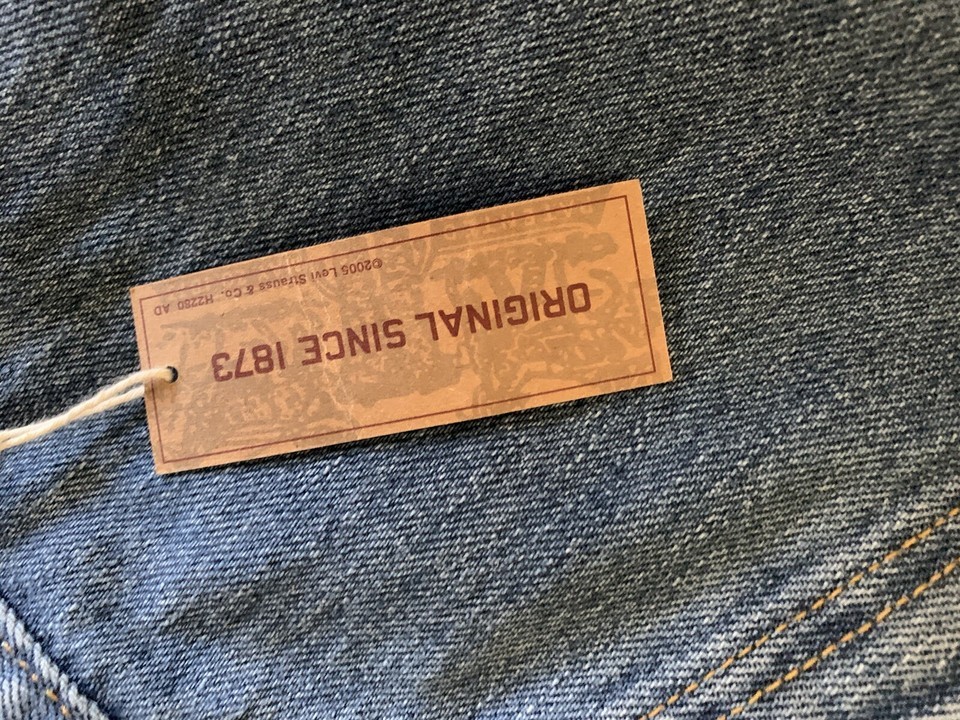 ORIGINAL SINCE 1873
©2005 Levi Strauss & Co. H2280 AD